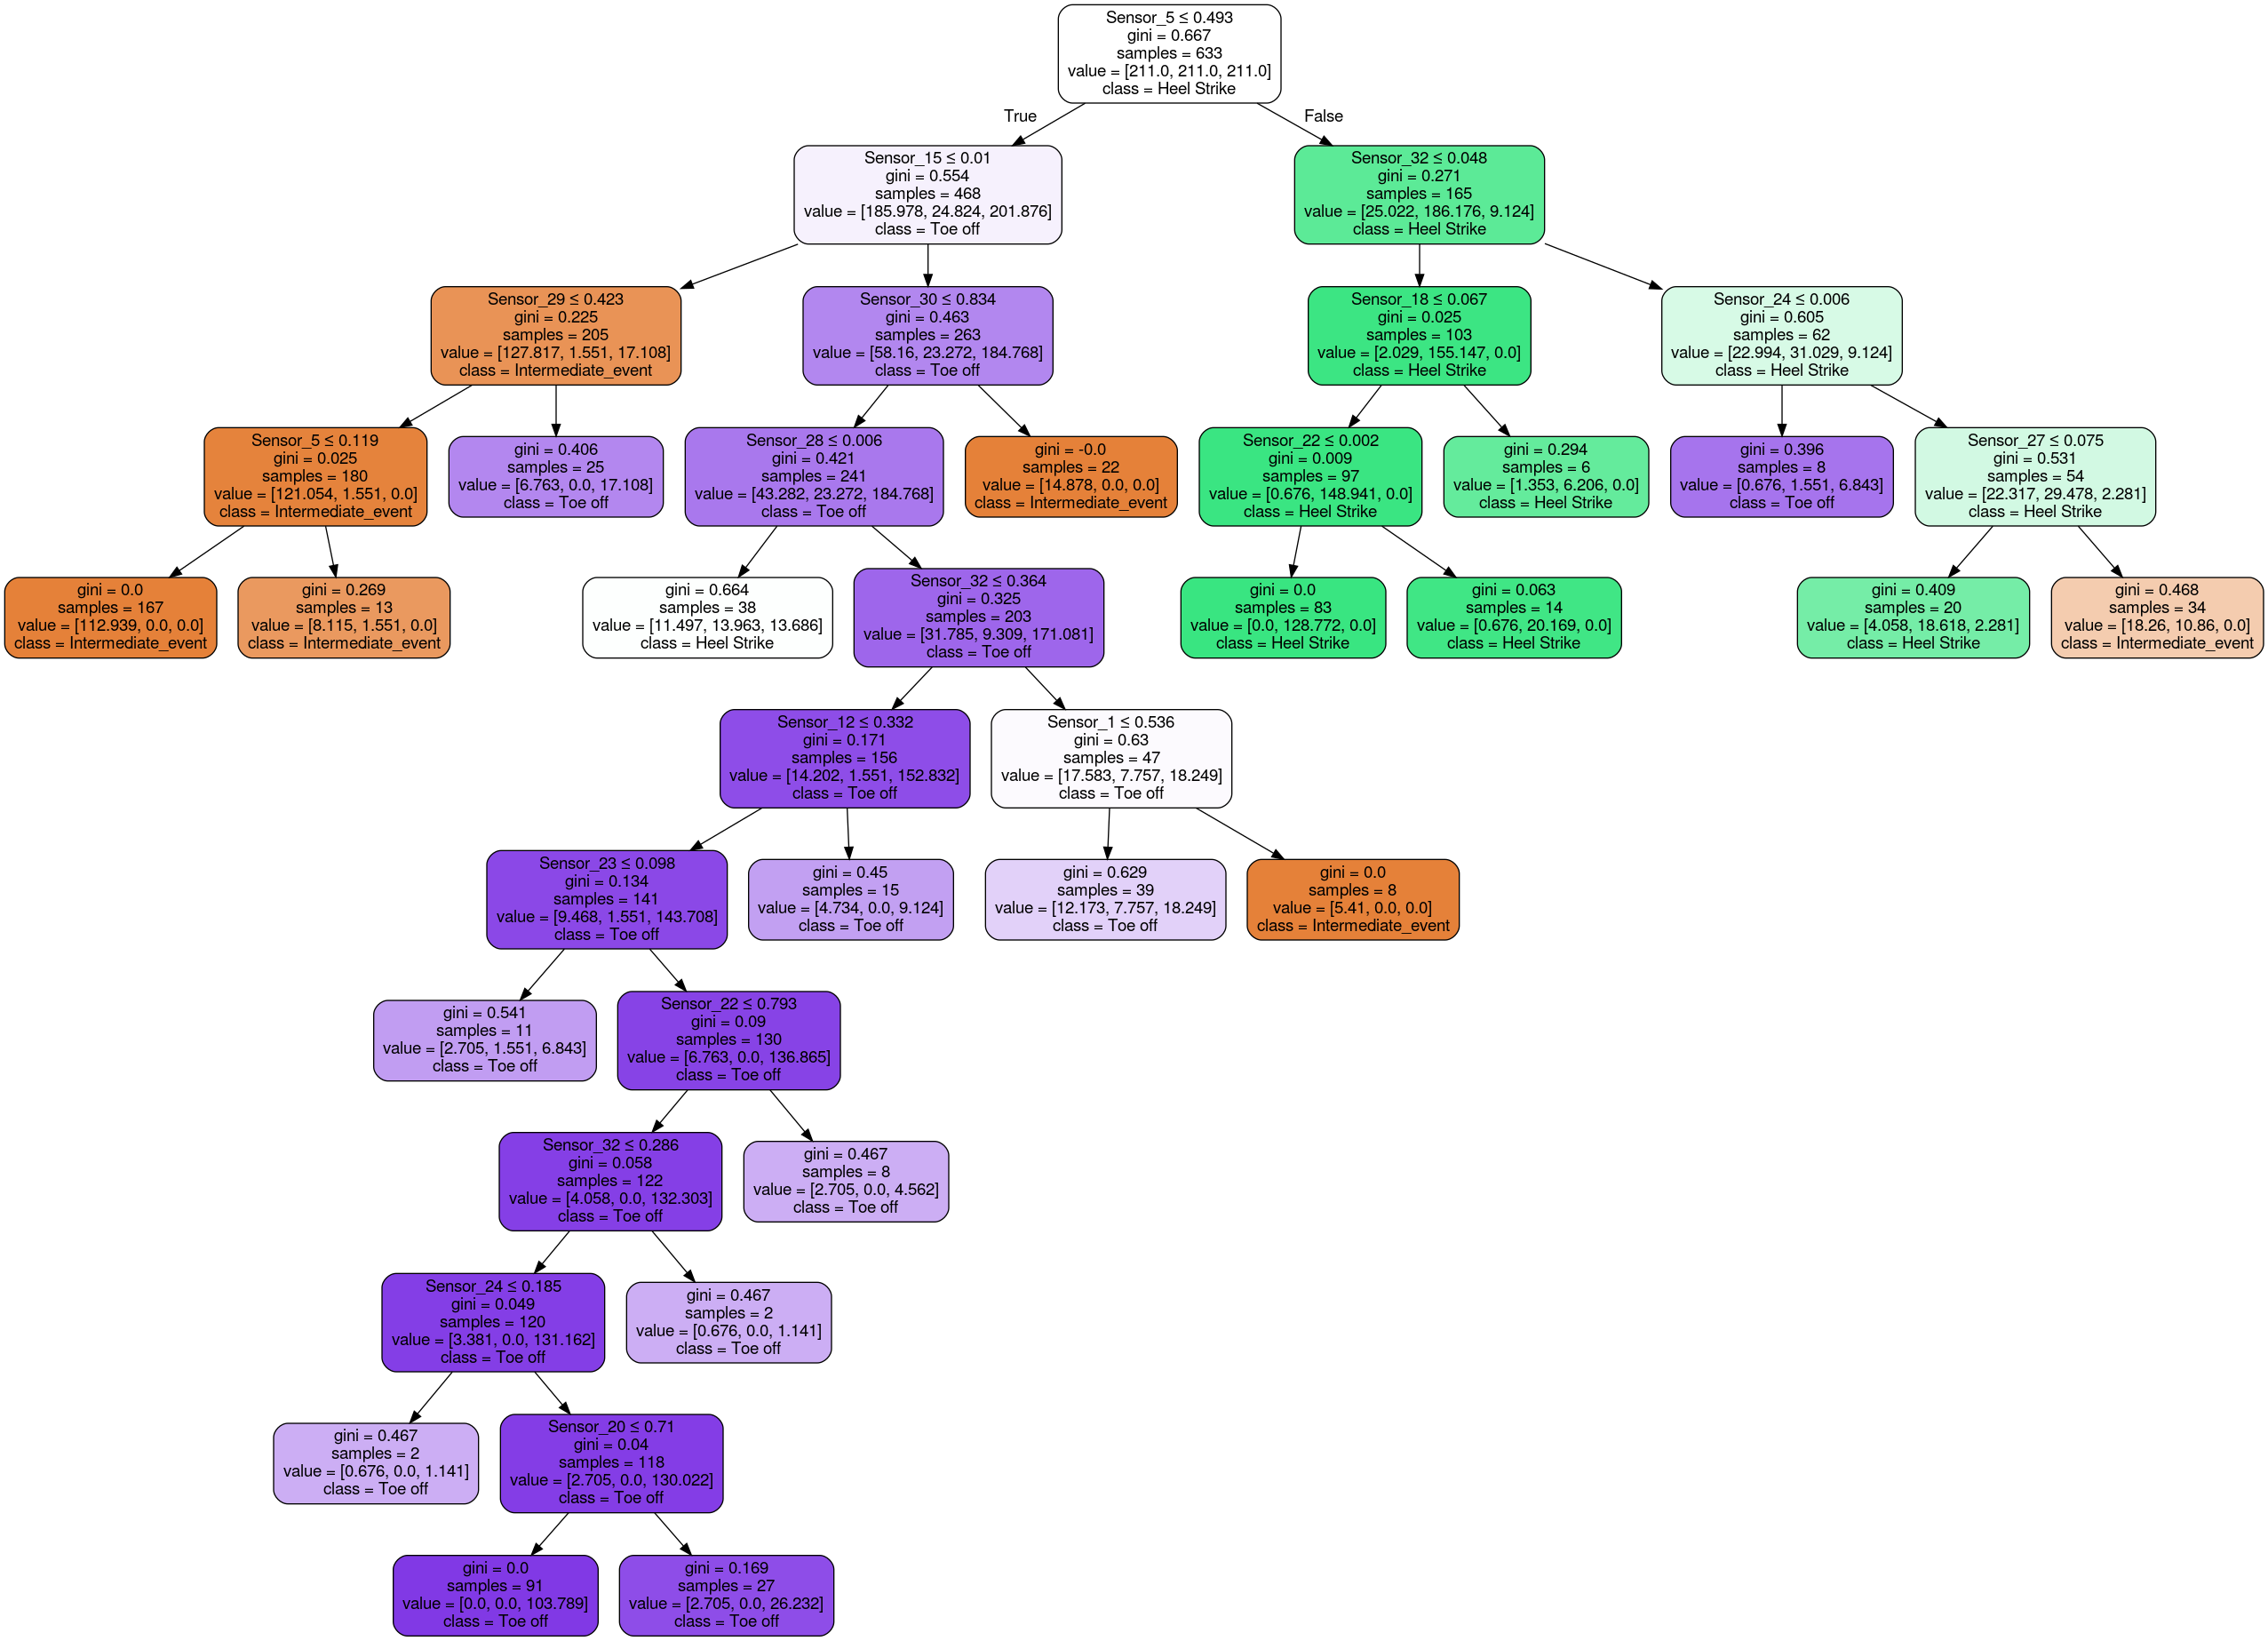 Sensor_5 ≤ 0.493
gini = 0.667
samples = 633
value = [211.0, 211.0, 211.0]
class = Heel Strike
True
False
Sensor_15 ≤ 0.01
gini = 0.554
samples = 468
value = [185.978, 24.824, 201.876]
class = Toe off
Sensor_32 ≤ 0.048
gini = 0.271
samples = 165
value = [25.022, 186.176, 9.124]
class = Heel Strike
Sensor_29 ≤ 0.423
gini = 0.225
samples = 205
value = [127.817, 1.551, 17.108]
class = Intermediate_event
Sensor_30 ≤ 0.834
gini = 0.463
samples = 263
value = [58.16, 23.272, 184.768]
class = Toe off
Sensor_18 ≤ 0.067
gini = 0.025
samples = 103
value = [2.029, 155.147, 0.0]
class = Heel Strike
Sensor_24 ≤ 0.006
gini = 0.605
samples = 62
value = [22.994, 31.029, 9.124]
class = Heel Strike
Sensor_5 ≤ 0.119
gini = 0.025
samples = 180
value = [121.054, 1.551, 0.0]
class = Intermediate_event
gini = 0.406
samples = 25
value = [6.763, 0.0, 17.108]
class = Toe off
Sensor_28 ≤ 0.006
gini = 0.421
samples = 241
value = [43.282, 23.272, 184.768]
class = Toe off
gini = -0.0
samples = 22
value = [14.878, 0.0, 0.0]
class = Intermediate_event
Sensor_22 ≤ 0.002
gini = 0.009
samples = 97
value = [0.676, 148.941, 0.0]
class = Heel Strike
gini = 0.294
samples = 6
value = [1.353, 6.206, 0.0]
class = Heel Strike
gini = 0.396
samples = 8
value = [0.676, 1.551, 6.843]
class = Toe off
Sensor_27 ≤ 0.075
gini = 0.531
samples = 54
value = [22.317, 29.478, 2.281]
class = Heel Strike
gini = 0.0
samples = 167
value = [112.939, 0.0, 0.0]
class = Intermediate_event
gini = 0.269
samples = 13
value = [8.115, 1.551, 0.0]
class = Intermediate_event
gini = 0.664
samples = 38
value = [11.497, 13.963, 13.686]
class = Heel Strike
Sensor_32 ≤ 0.364
gini = 0.325
samples = 203
value = [31.785, 9.309, 171.081]
class = Toe off
gini = 0.0
samples = 83
value = [0.0, 128.772, 0.0]
class = Heel Strike
gini = 0.063
samples = 14
value = [0.676, 20.169, 0.0]
class = Heel Strike
gini = 0.409
samples = 20
value = [4.058, 18.618, 2.281]
class = Heel Strike
gini = 0.468
samples = 34
value = [18.26, 10.86, 0.0]
class = Intermediate_event
Sensor_12 ≤ 0.332
gini = 0.171
samples = 156
value = [14.202, 1.551, 152.832]
class = Toe off
Sensor_1 ≤ 0.536
gini = 0.63
samples = 47
value = [17.583, 7.757, 18.249]
class = Toe off
Sensor_23 ≤ 0.098
gini = 0.134
samples = 141
value = [9.468, 1.551, 143.708]
class = Toe off
gini = 0.45
samples = 15
value = [4.734, 0.0, 9.124]
class = Toe off
gini = 0.629
samples = 39
value = [12.173, 7.757, 18.249]
class = Toe off
gini = 0.0
samples = 8
value = [5.41, 0.0, 0.0]
class = Intermediate_event
gini = 0.541
samples = 11
value = [2.705, 1.551, 6.843]
class = Toe off
Sensor_22 ≤ 0.793
gini = 0.09
samples = 130
value = [6.763, 0.0, 136.865]
class = Toe off
Sensor_32 ≤ 0.286
gini = 0.058
samples = 122
value = [4.058, 0.0, 132.303]
class = Toe off
gini = 0.467
samples = 8
value = [2.705, 0.0, 4.562]
class = Toe off
Sensor_24 ≤ 0.185
gini = 0.049
samples = 120
value = [3.381, 0.0, 131.162]
class = Toe off
gini = 0.467
samples = 2
value = [0.676, 0.0, 1.141]
class = Toe off
gini = 0.467
samples = 2
value = [0.676, 0.0, 1.141]
class = Toe off
Sensor_20 ≤ 0.71
gini = 0.04
samples = 118
value = [2.705, 0.0, 130.022]
class = Toe off
gini = 0.0
samples = 91
value = [0.0, 0.0, 103.789]
class = Toe off
gini = 0.169
samples = 27
value = [2.705, 0.0, 26.232]
class = Toe off